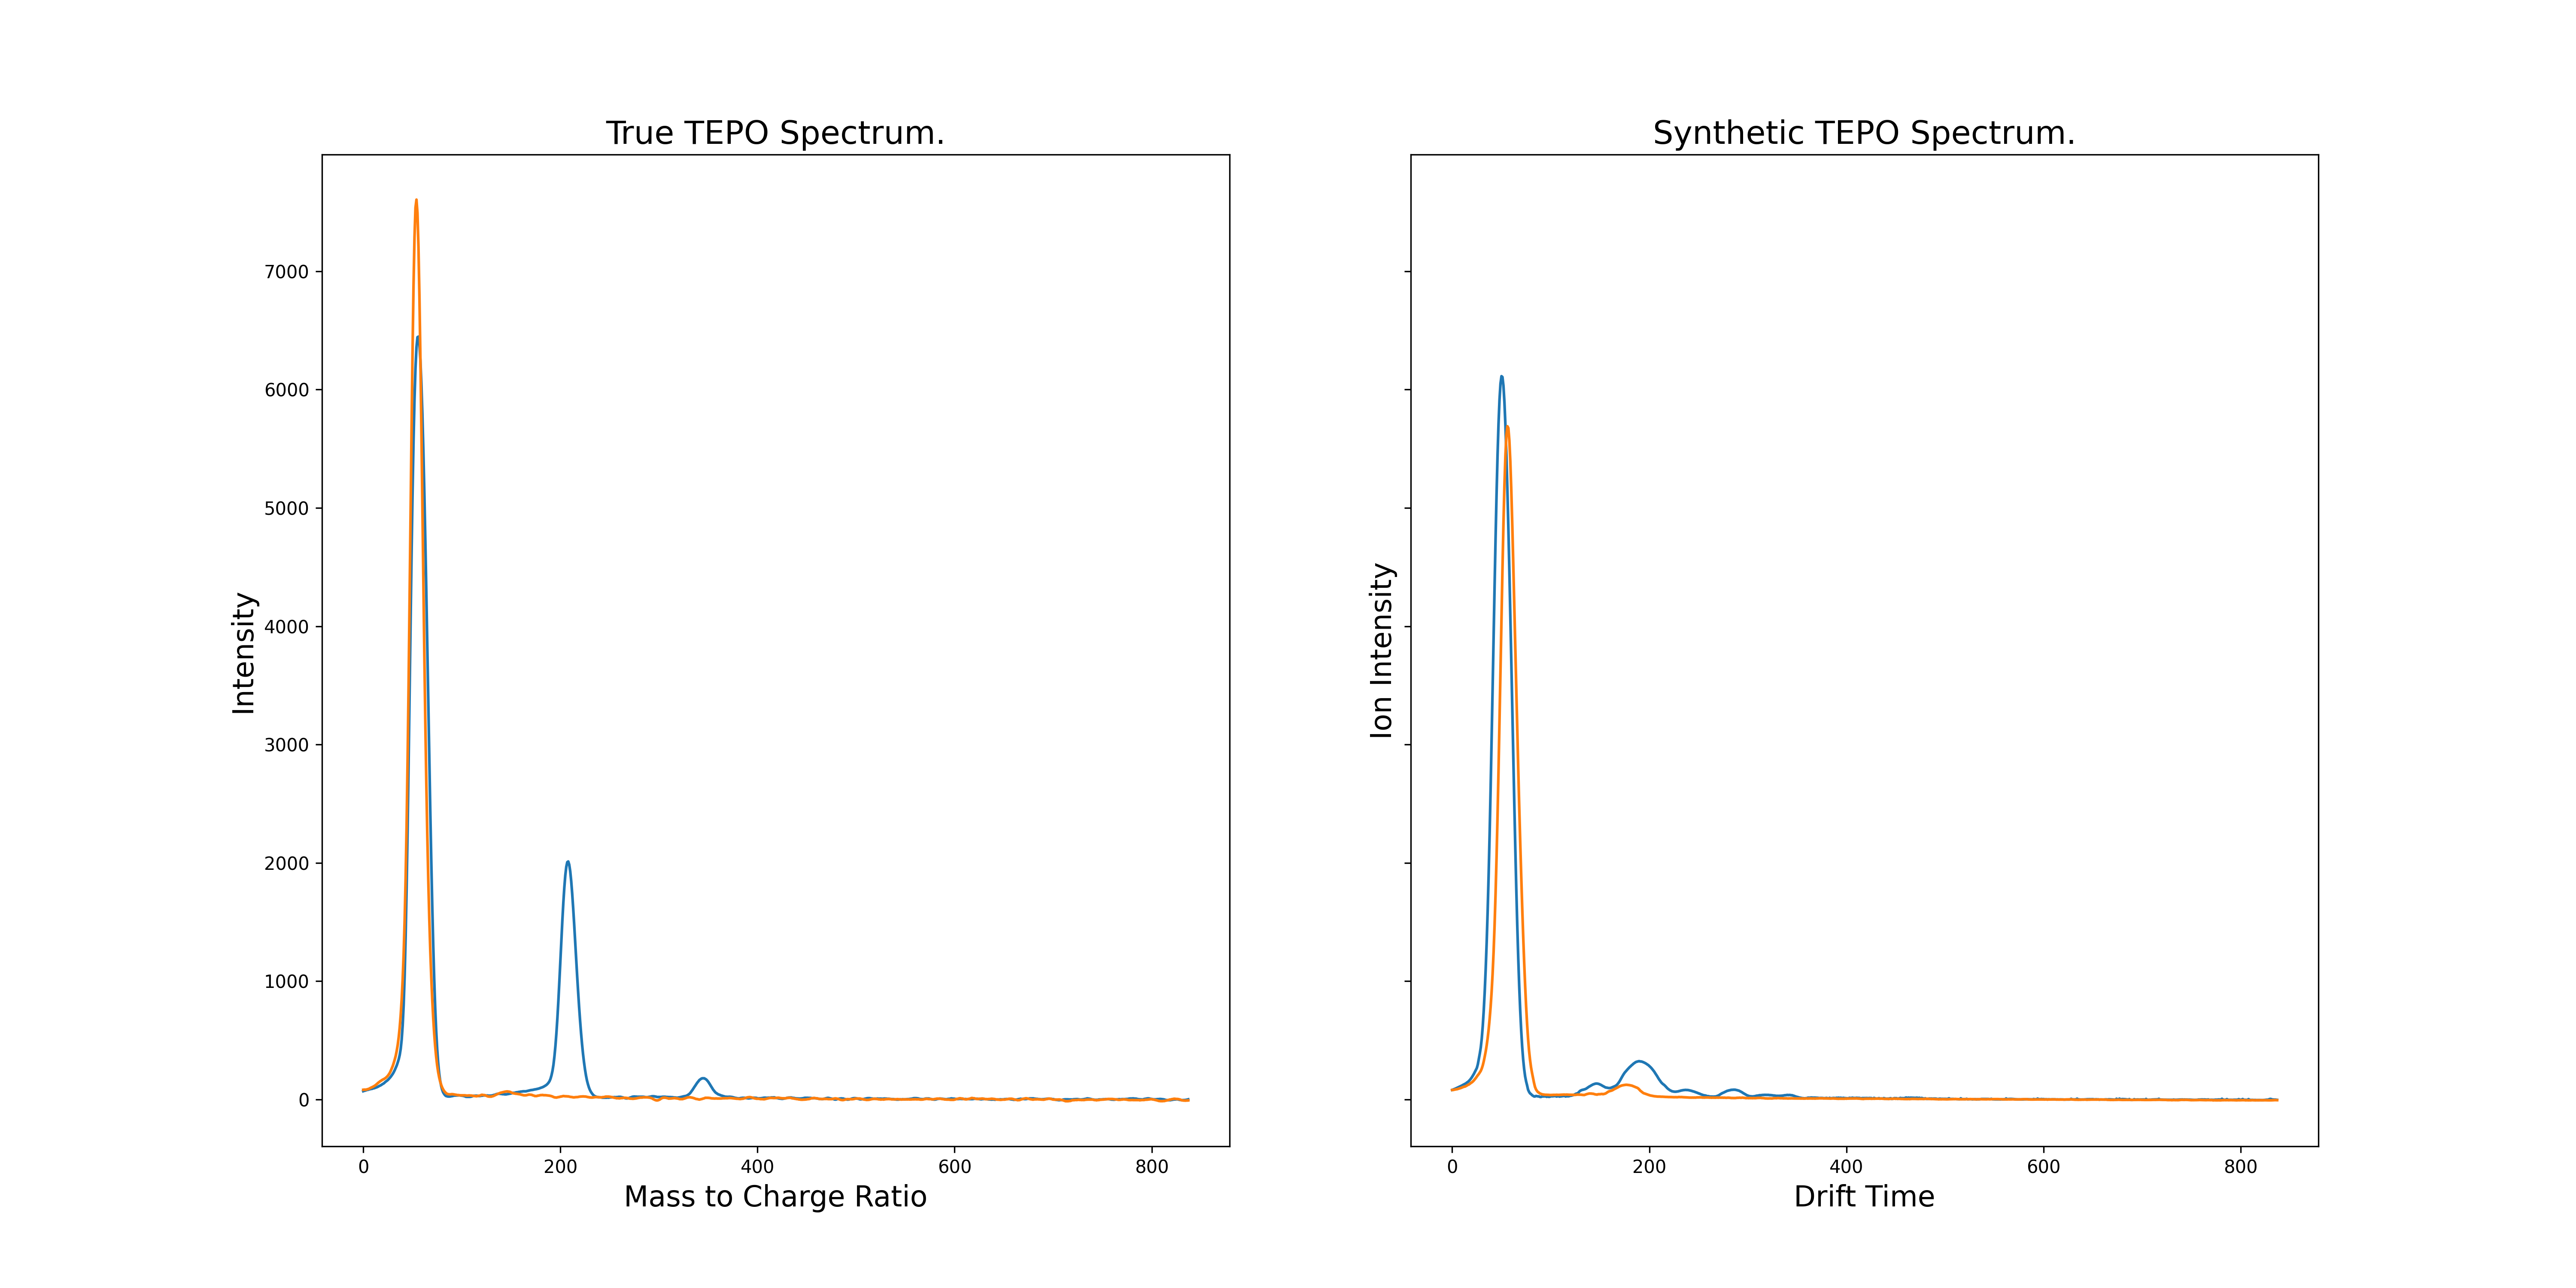 True TEPO Spectrum.
7000
6000
5000
4000
3000
2000
1000
0
Intensity
0 200 400 600 800
Mass to Charge Ratio
Synthetic TEPO Spectrum.
Ion Intensity
0 200 400 600 800
Drift Time